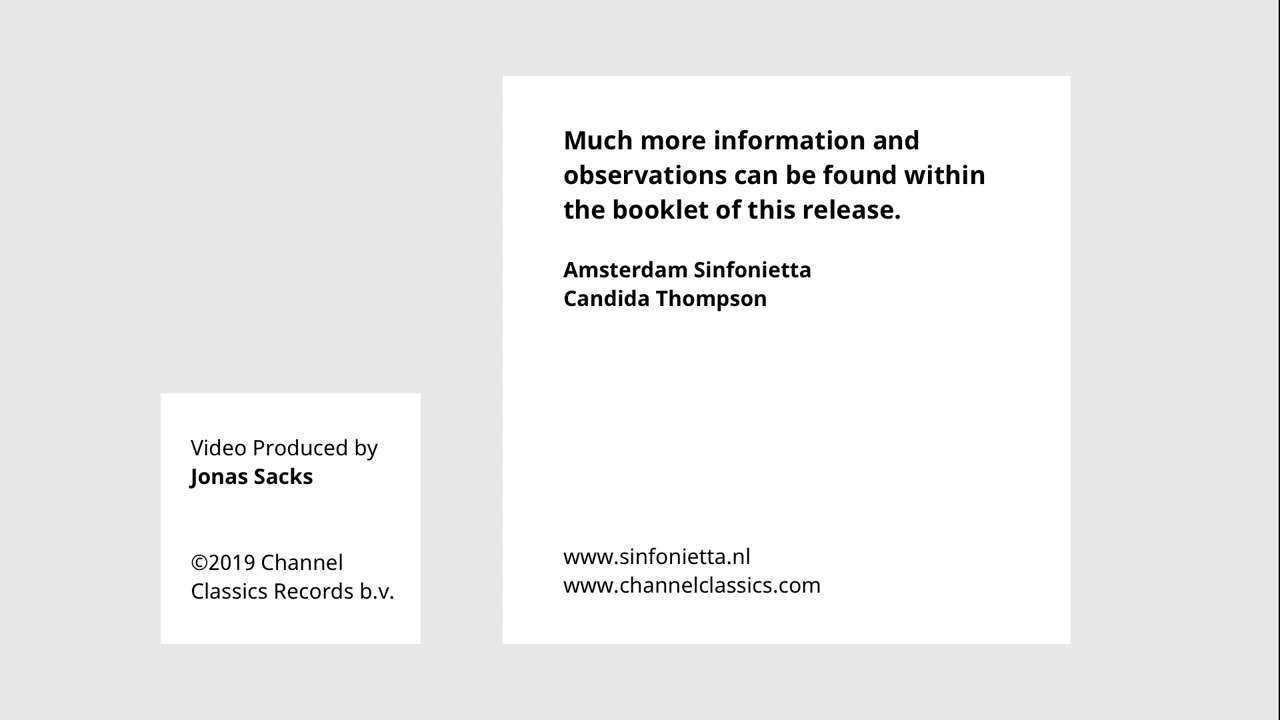 Much more information and
observations can be found within
the booklet of this release.
Amsterdam Sinfonietta
Candida Thompson
Video Produced by
Jonas Sacks
©2019 Channel
Classics Records b.v.
www.sinfonietta.nl
www.channelclassics.com